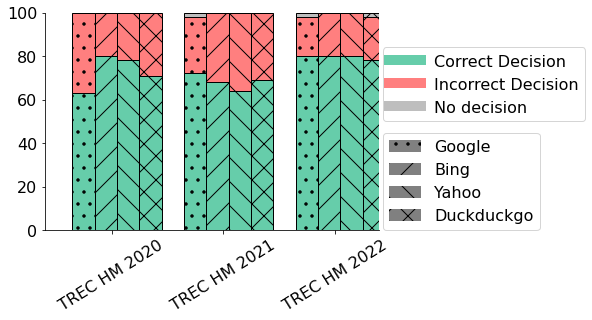 100
80
60
40
20
0
TREC HM 2020
TREC HM 2021
TREC HM 2022
Correct Decision
Incorrect Decision
No decision
Google
Bing
Yahoo
Duckduckgo